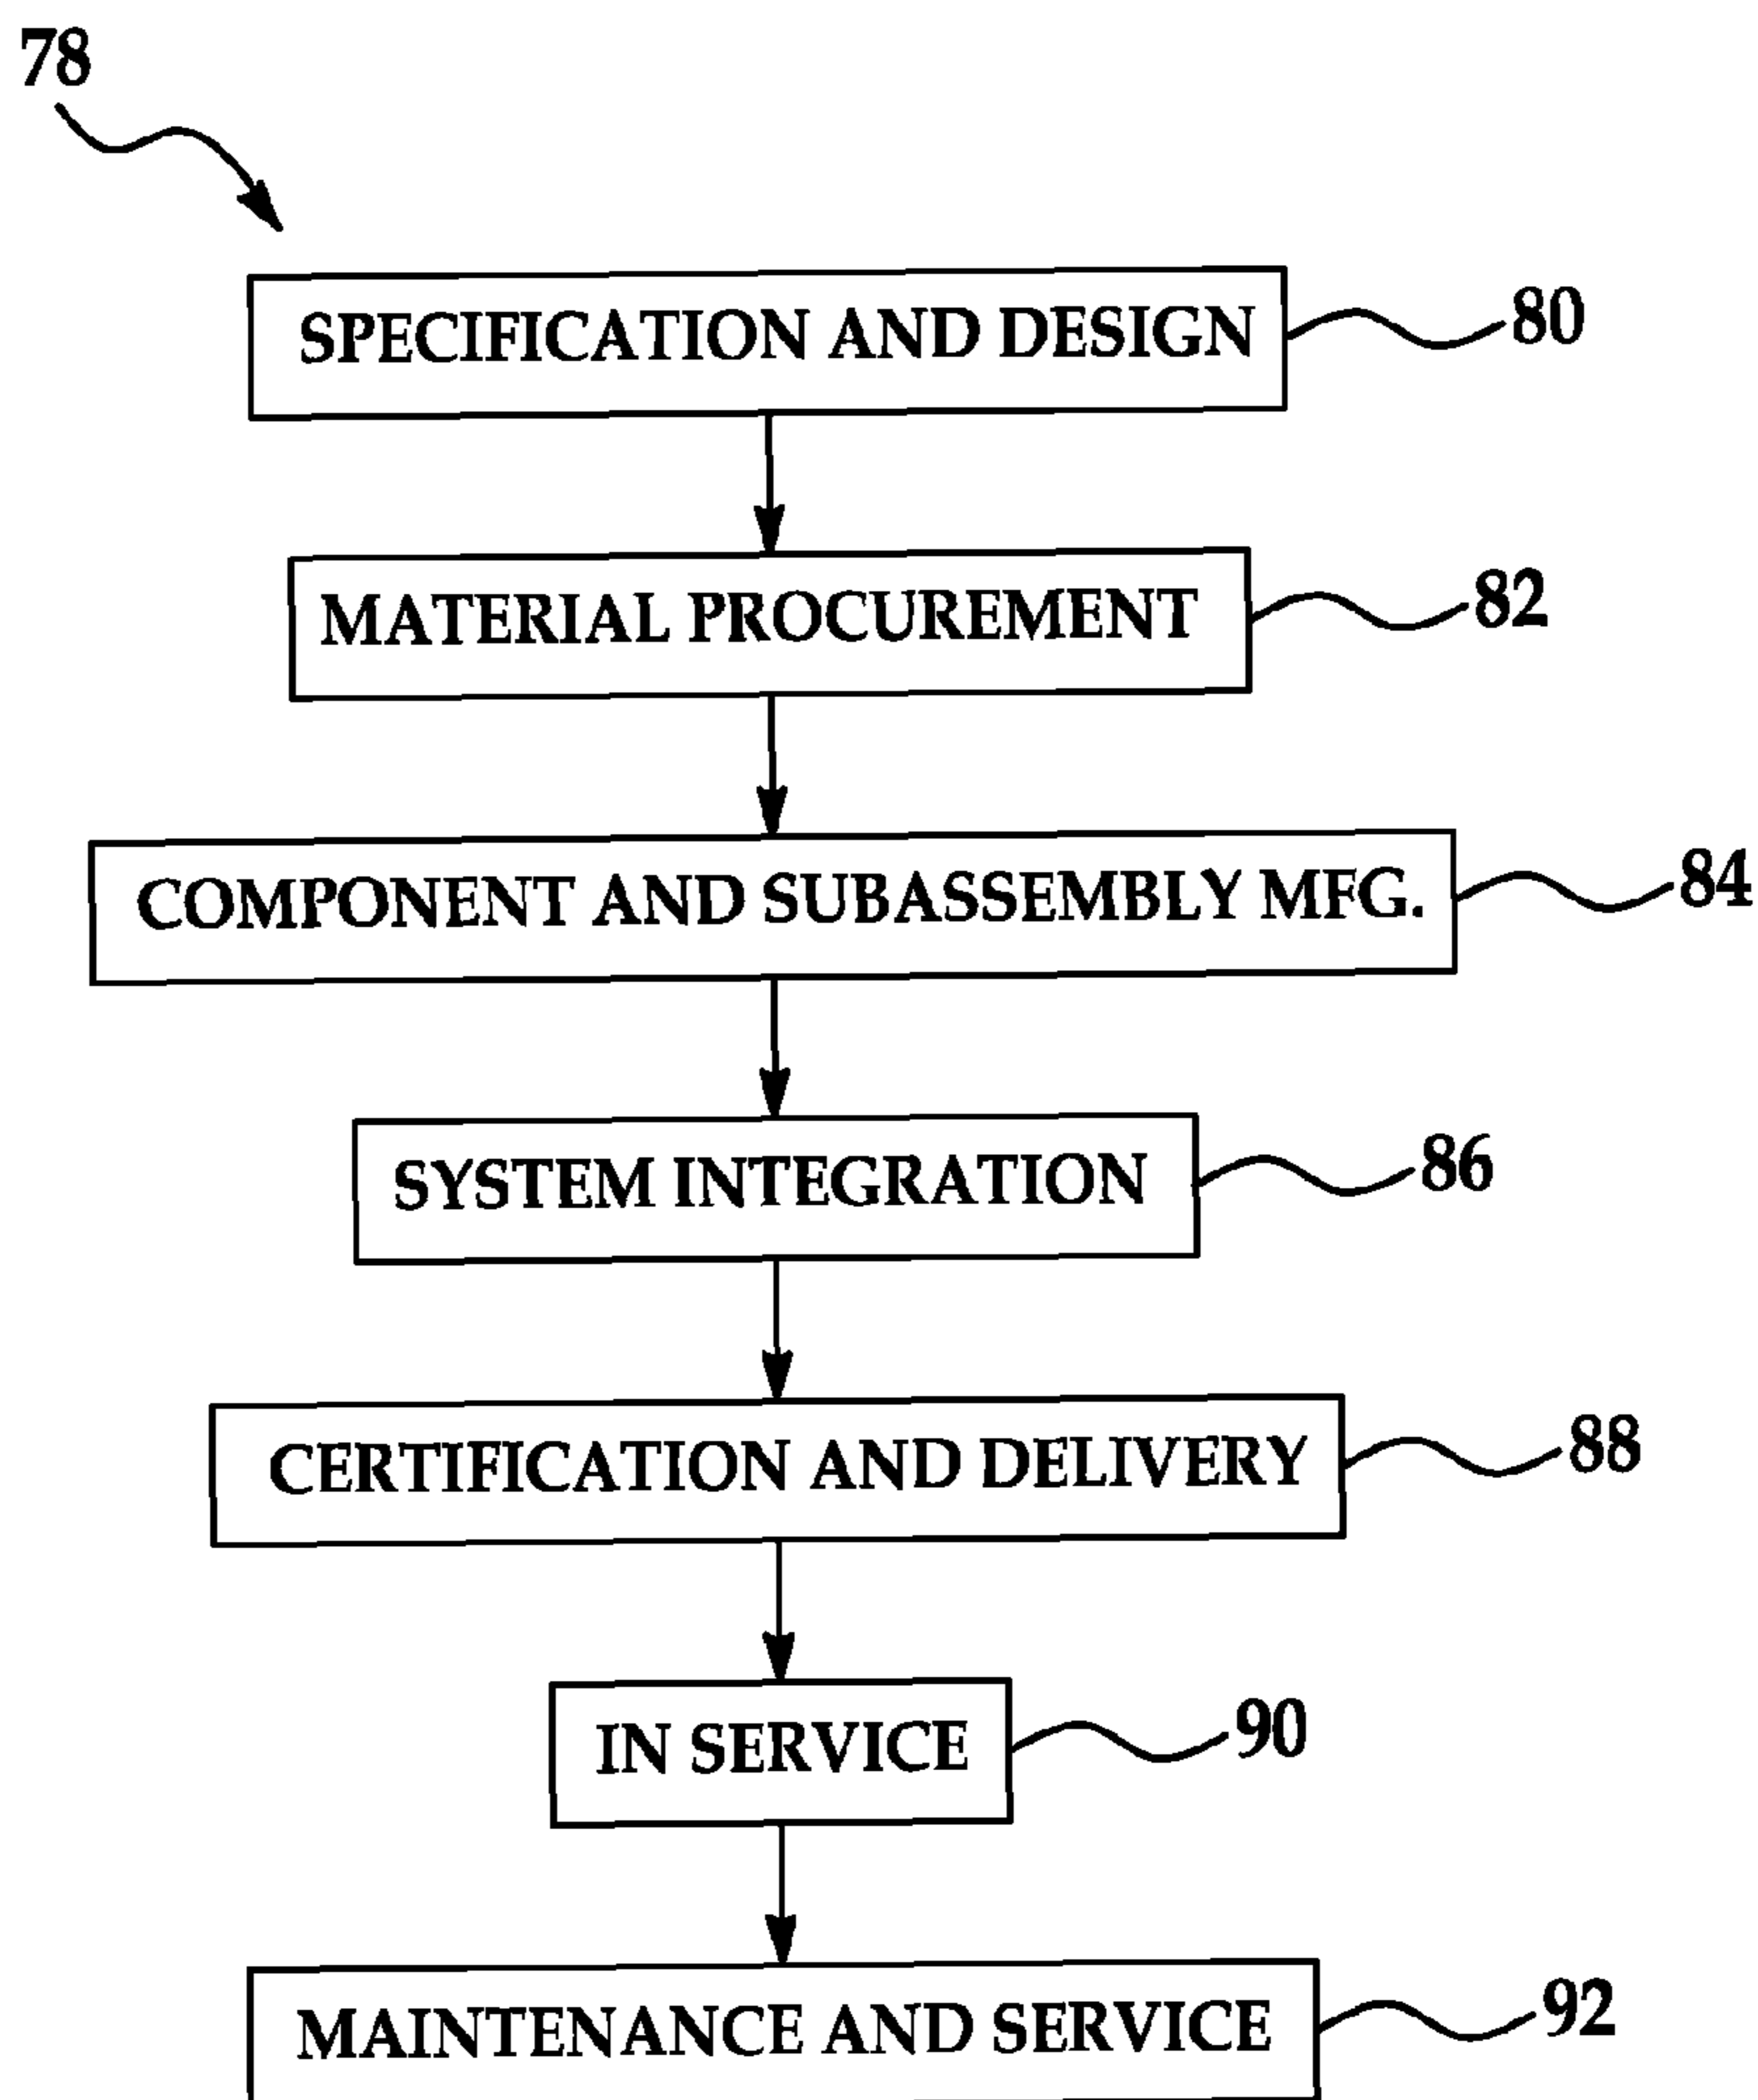 78
SPECIFICATION AND DESIGN 80
MATERIAL PROCUREMENT 82
COMPONENT AND SUBASSEMBLY MFG. 84
SYSTEM INTEGRATION 86
CERTIFICATION AND DELIVERY 88
IN SERVICE 90
MAINTENANCE AND SERVICE 92